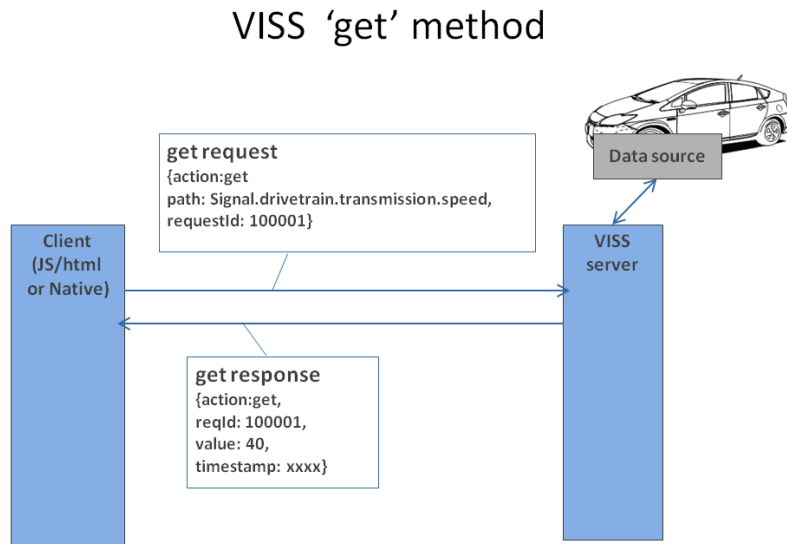 VISS ‘get’ method
get request
{action:get
path: Signal.drivetrain.transmission.speed,
requestId: 100001}
Data source
Client
(JS/html
or Native)
VISS
server
get response
{action:get,
reqId: 100001,
value: 40,
timestamp: xxxx}